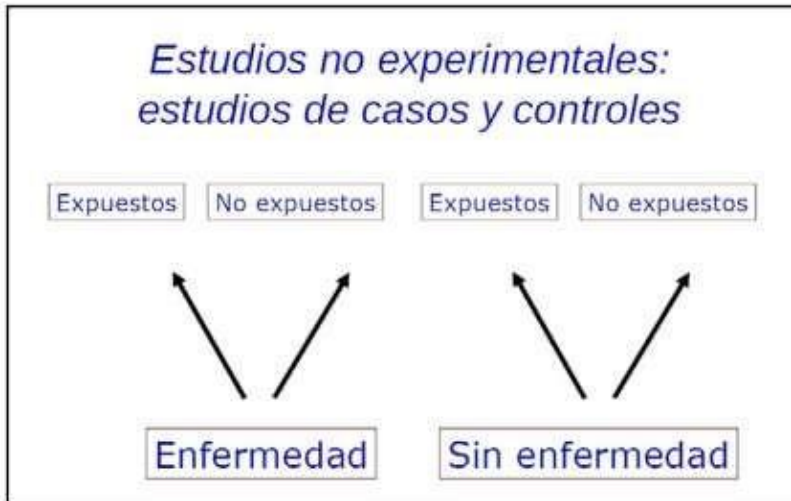 Estudios no experimentales:
estudios de casos y controles
Expuestos No expuestos Expuestos No expuestos
Enfermedad Sin enfermedad